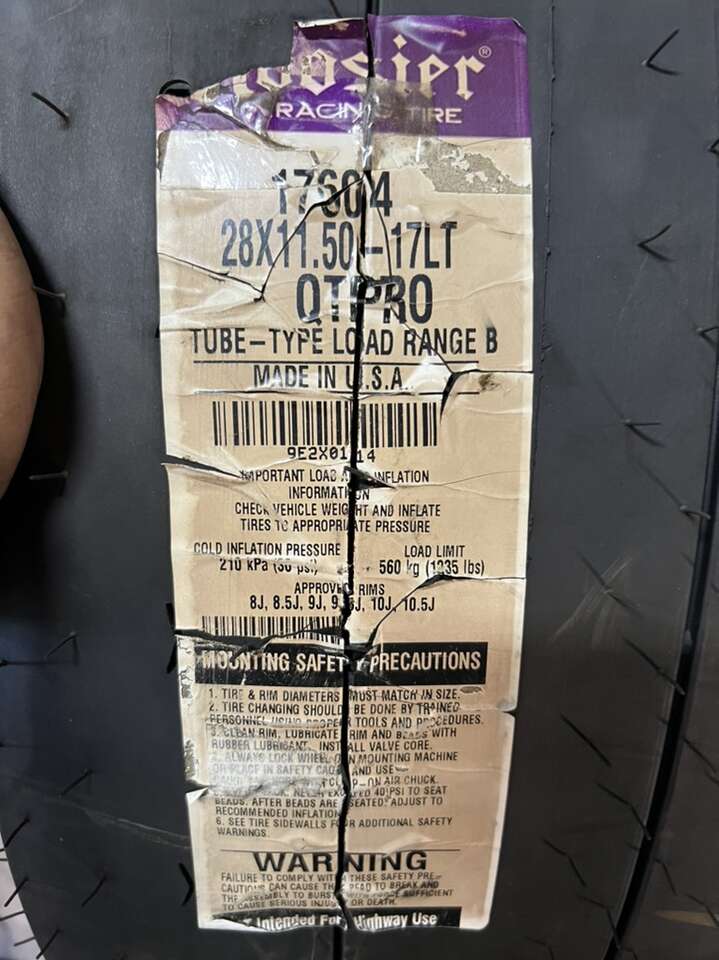 Hoosier®
RACING TIRE
17604
28X11.50-17LT
QTPRO
TUBE-TYPE LOAD RANGE B
MADE IN U.S.A.
9E2X01 14
IMPORTANT LOAD AND INFLATION
INFORMATION
CHECK VEHICLE WEIGHT AND INFLATE
TIRES TO APPROPRIATE PRESSURE
COLD INFLATION PRESSURE
210 kPa (30 psi)
LOAD LIMIT
560 kg (1235 lbs)
APPROVED RIMS
8J, 8.5J, 9J, 9.5J, 10J, 10.5J
MOUNTING SAFETY PRECAUTIONS
1. TIRE & RIM DIAMETERS MUST MATCH IN SIZE.
2. TIRE CHANGING SHOULD BE DONE BY TRAINED
PERSONNEL USING PROPER TOOLS AND PROCEDURES.
3. CLEAN RIM, LUBRICATE RIM AND BEADS WITH
RUBBER LUBRICANT. INSTALL VALVE CORE.
4. ALWAYS LOCK WHEEL ON MOUNTING MACHINE
OR PLACE IN SAFETY CAGE AND USE
CLIP-ON AIR CHUCK.
NEVER EXCEED 40 PSI TO SEAT
BEADS. AFTER BEADS ARE SEATED, ADJUST TO
RECOMMENDED INFLATION
6. SEE TIRE SIDEWALLS FOR ADDITIONAL SAFETY
WARNINGS.
WARNING
FAILURE TO COMPLY WITH THESE SAFETY PRE-
CAUTIONS CAN CAUSE THE BEAD TO BREAK AND
THE ASSEMBLY TO BURST WITH FORCE SUFFICIENT
TO CAUSE SERIOUS INJURY OR DEATH.
Intended For Highway Use